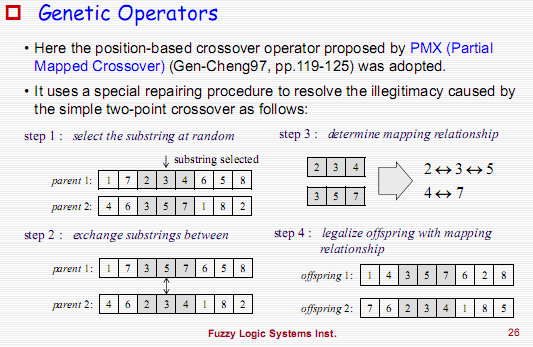 Genetic Operators
• Here the position-based crossover operator proposed by PMX (Partial
Mapped Crossover) (Gen-Cheng97, pp.119-125) was adopted.
• It uses a special repairing procedure to resolve the illegitimacy caused by
the simple two-point crossover as follows:
step 1 : select the substring at random
substring selected
parent 1: 1 7 2 3 4 6 5 8
parent 2: 4 6 3 5 7 1 8 2
step 2 : exchange substrings between
parent 1: 1 7 3 5 7 6 5 8
parent 2: 4 6 2 3 4 1 8 2
step 3 : determine mapping relationship
2 3 4
3 5 7
2 ↔ 3 ↔ 5
4 ↔ 7
step 4 : legalize offspring with mapping
relationship
offspring 1: 1 4 3 5 7 6 2 8
offspring 2: 7 6 2 3 4 1 8 5
Fuzzy Logic Systems Inst.
26